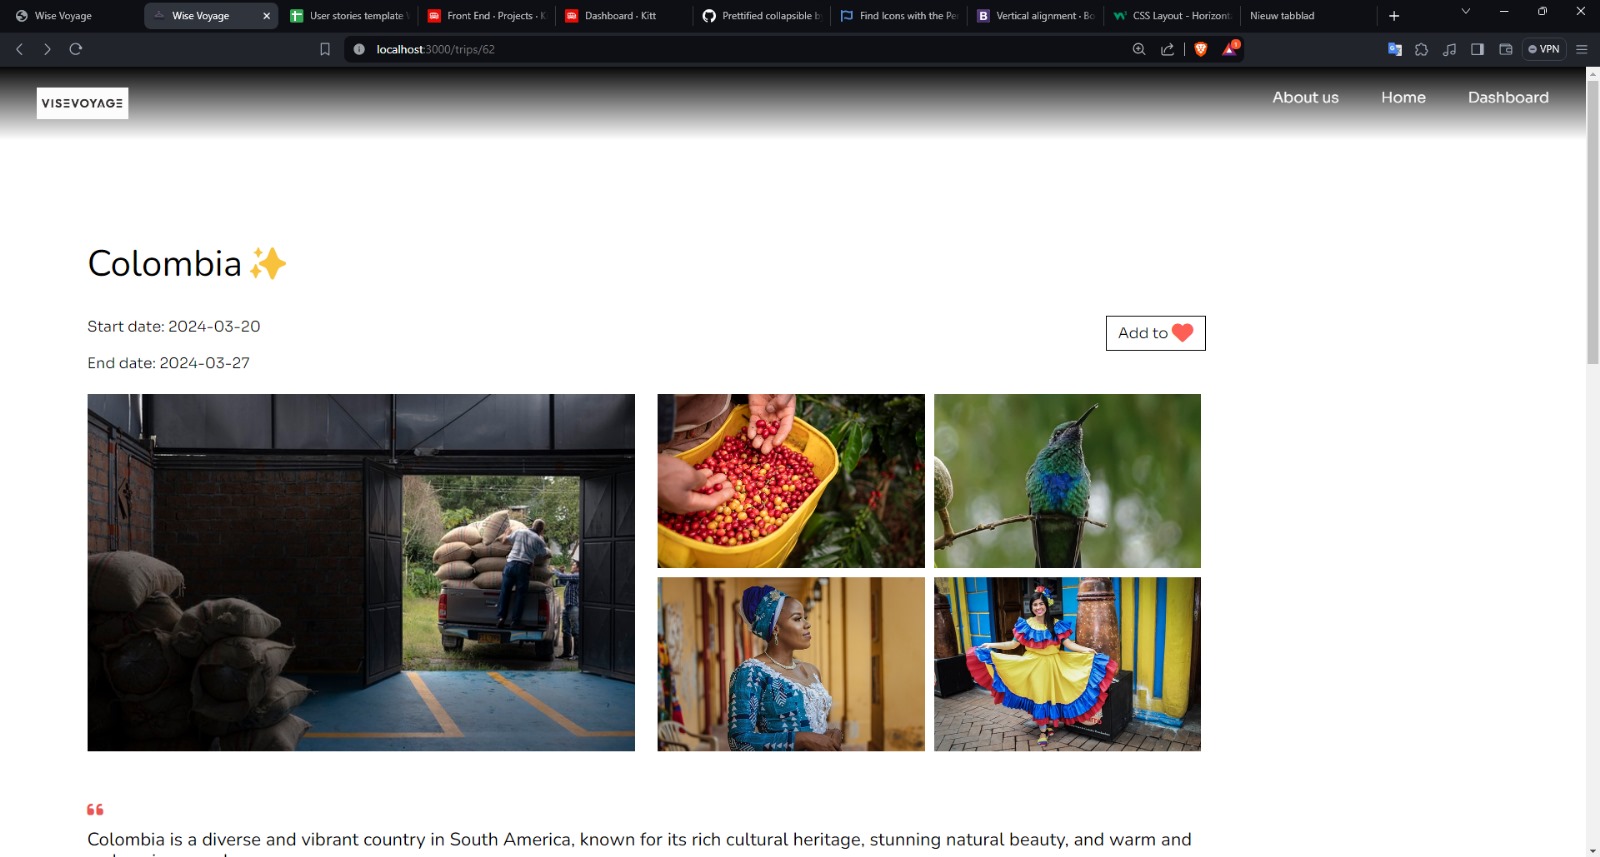 Wise Voyage
Wise Voyage
User stories template
Front End · Projects · K
Dashboard · Kitt
Prettified collapsible b
Find Icons with the Pe
Vertical alignment · Bo
CSS Layout - Horizont
Nieuw tabblad
localhost:3000/trips/62
VPN
VISEVOYAGE
About us
Home
Dashboard
Colombia
Start date: 2024-03-20
Add to
End date: 2024-03-27
Colombia is a diverse and vibrant country in South America, known for its rich cultural heritage, stunning natural beauty, and warm and